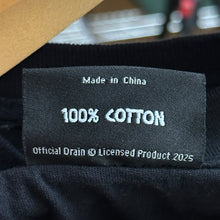 Made in China
100% COTTON
Official Drain © Licensed Product 2025